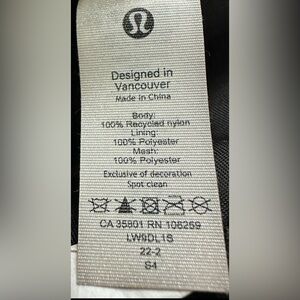 Designed in
Vancouver
Made in China
Body:
100% Recycled nylon
Lining:
100% Polyester
Mesh:
100% Polyester
Exclusive of decoration
Spot clean
CA 35801 RN 106259
LW9DL1S
22-2
S4